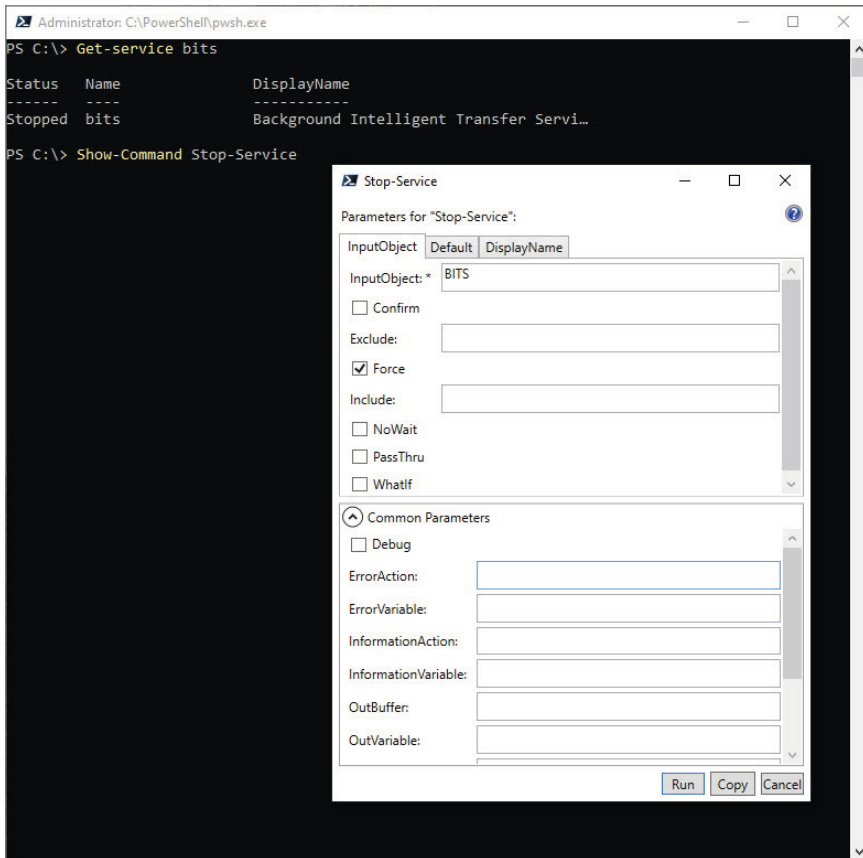 Administrator: C:\PowerShell\pwsh.exe
PS C:\> Get-service bits
Status Name DisplayName
------ ---- -----------
Stopped bits Background Intelligent Transfer Servi…
PS C:\> Show-Command Stop-Service
Stop-Service
Parameters for "Stop-Service":
InputObject Default DisplayName
InputObject: * BITS
Confirm
Exclude:
Force
Include:
NoWait
PassThru
WhatIf
Common Parameters
Debug
ErrorAction:
ErrorVariable:
InformationAction:
InformationVariable:
OutBuffer:
OutVariable:
Run Copy Cancel